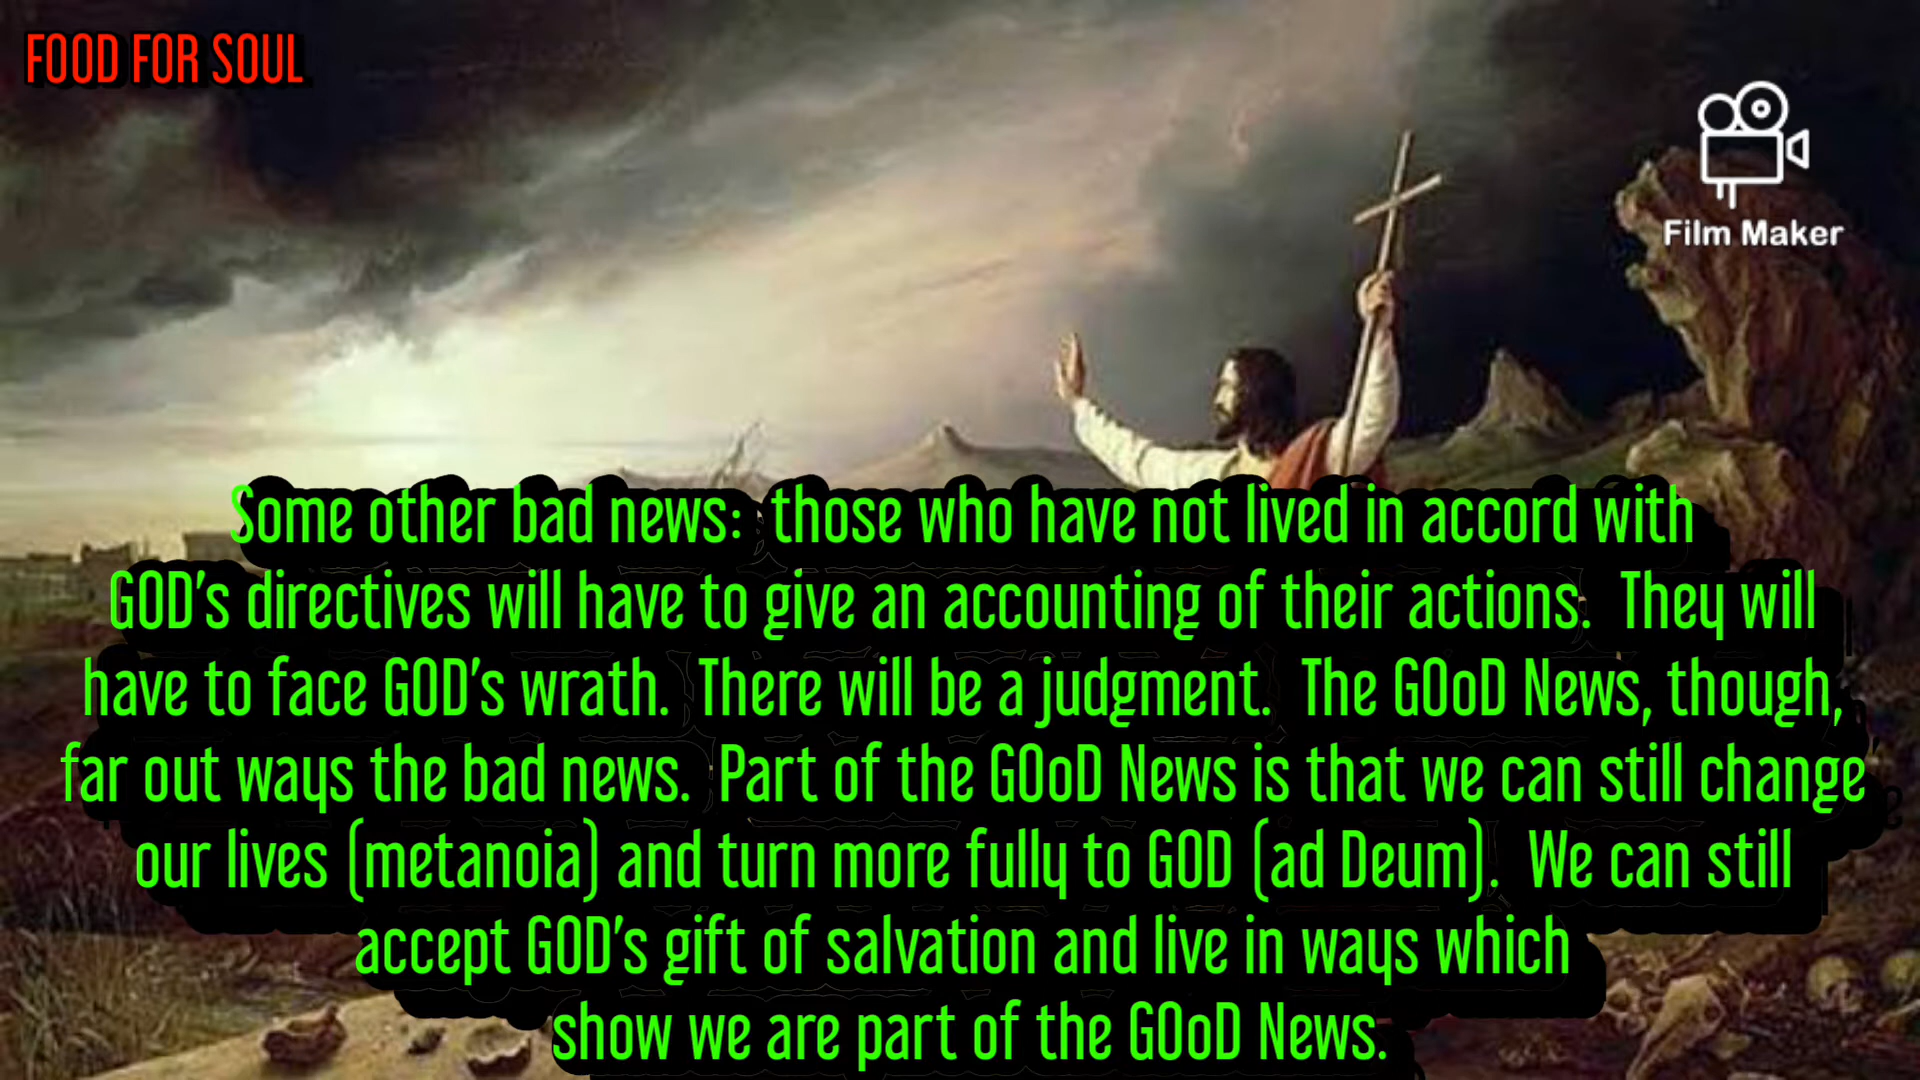 FOOD FOR SOUL
Film Maker
Some other bad news:  those who have not lived in accord with
GOD's directives will have to give an accounting of their actions.  They will
have to face GOD's wrath.  There will be a judgment.  The GOoD News, though,
far out ways the bad news.  Part of the GOoD News is that we can still change
our lives (metanoia) and turn more fully to GOD (ad Deum).  We can still
accept GOD's gift of salvation and live in ways which
show we are part of the GOoD News.